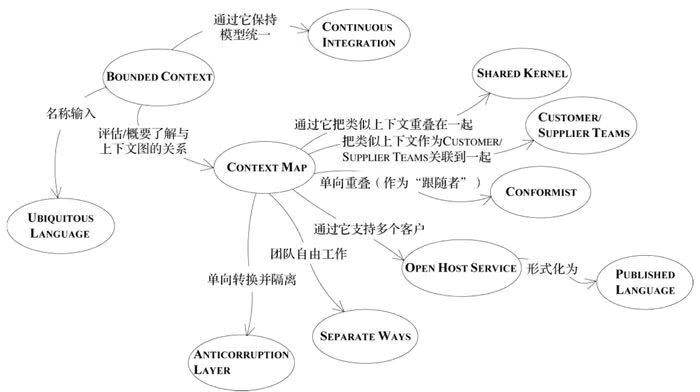 通过它保持
模型统一
CONTINUOUS
INTEGRATION
BOUNDED CONTEXT
SHARED KERNEL
名称输入
评估/概要了解与
上下文图的关系
通过它把类似上下文重叠在一起
把类似上下文作为CUSTOMER/
SUPPLIER TEAMS关联到一起
CUSTOMER/
SUPPLIER TEAMS
CONTEXT MAP
单向重叠（作为“跟随者”）
CONFORMIST
UBIQUITOUS
LANGUAGE
通过它支持多个客户
团队自由工作
OPEN HOST SERVICE
形式化为
PUBLISHED
LANGUAGE
单向转换并隔离
SEPARATE WAYS
ANTICORRUPTION
LAYER